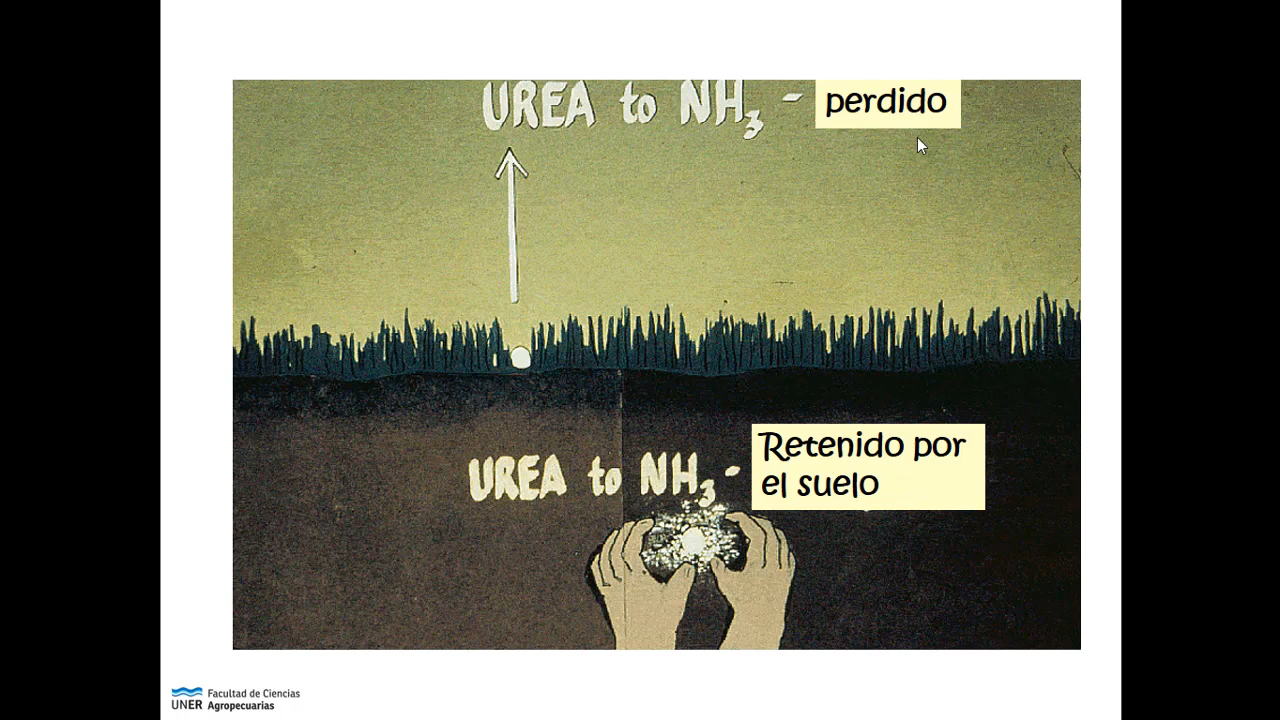 UREA to NH₃ - perdido
UREA to NH₃ - Retenido por
el suelo
UNER Facultad de Ciencias
Agropecuarias